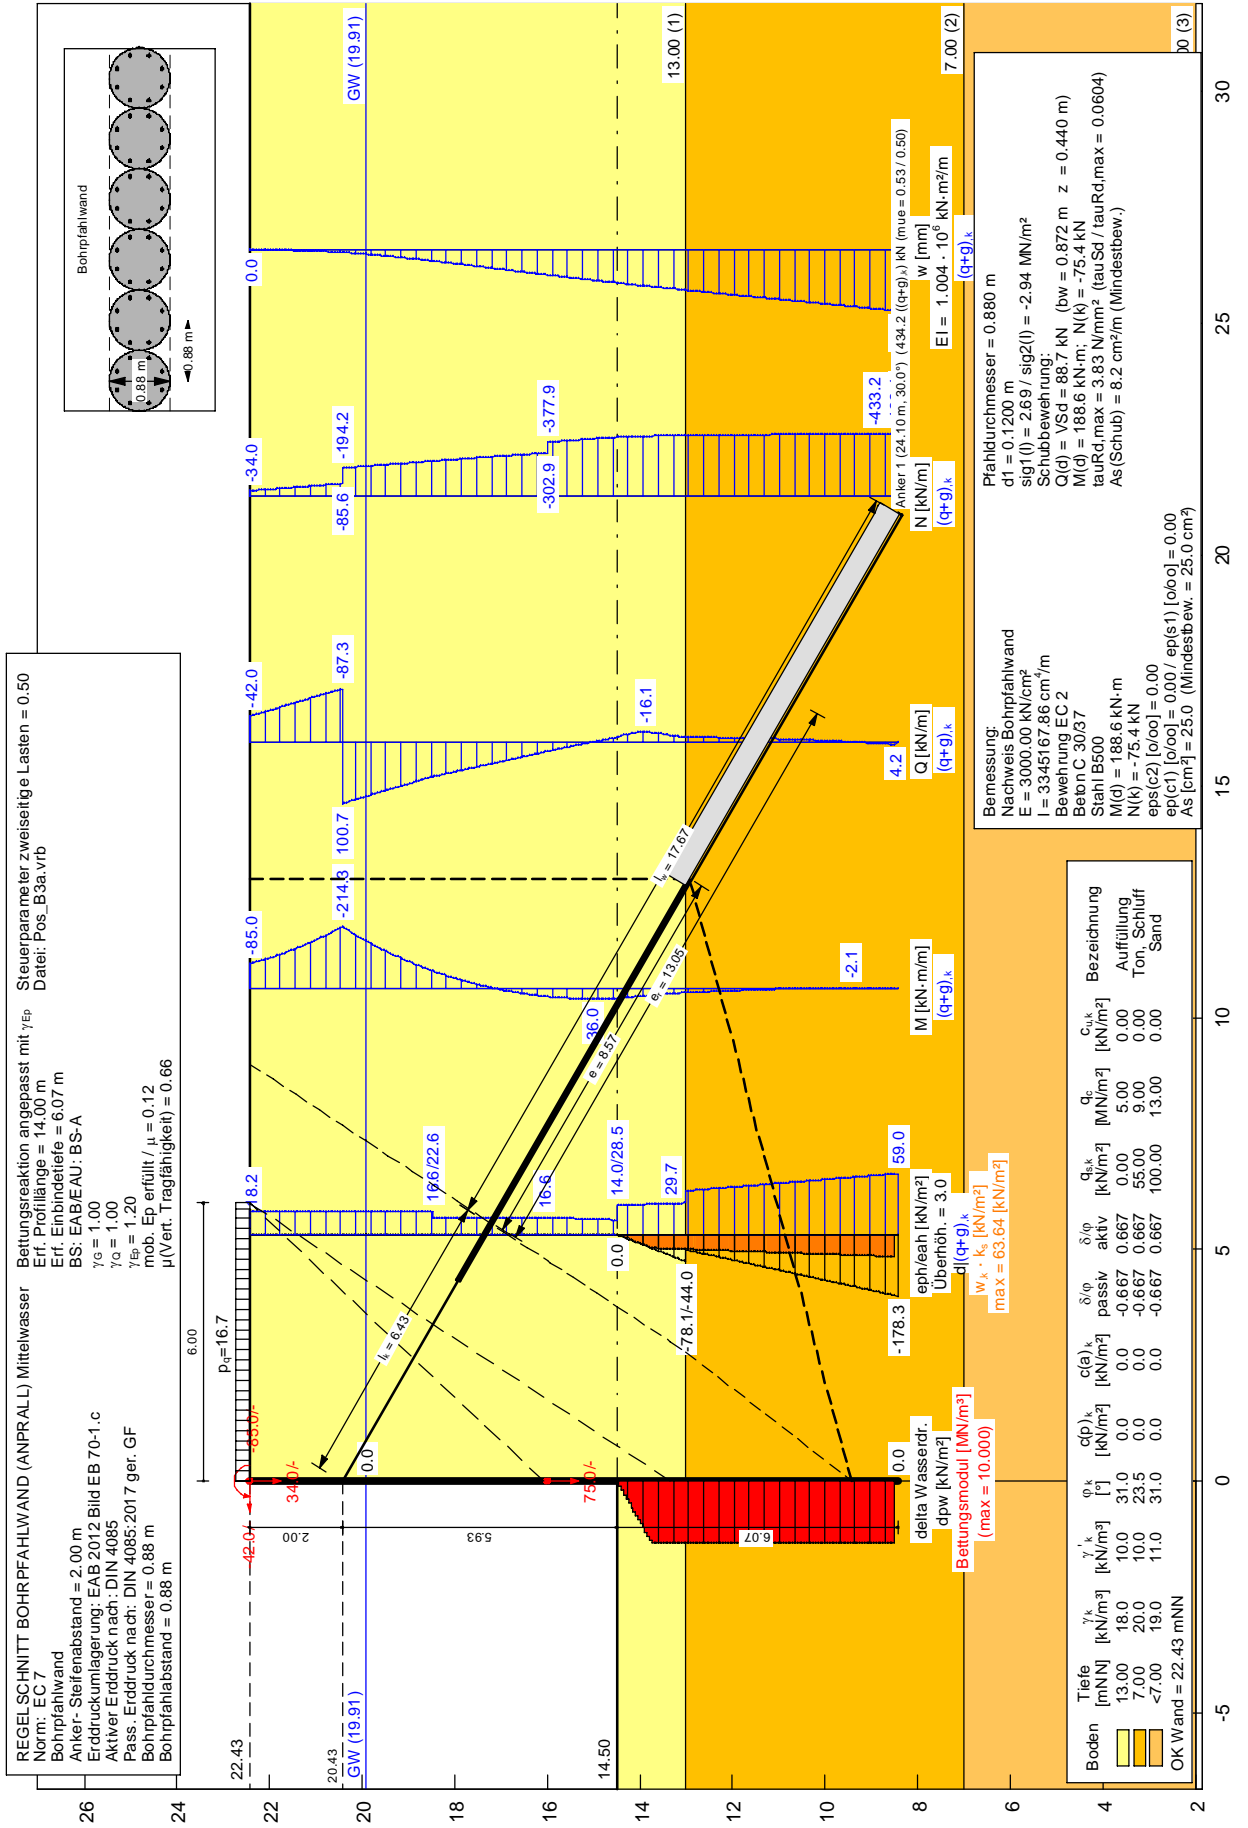 REGELSCHNITT BOHRPFAHLWAND (ANPRALL) Mittelwasser
Norm: EC 7
Bohrpfahlwand
Anker- Steifenabstand = 2.00 m
Erddruckumlagerung: EAB 2012 Bild EB 70-1.c
Aktiver Erddruck nach: DIN 4085
Pass. Erddruck nach: DIN 4085:2017 ger. GF
Bohrpfahldurchmesser = 0.88 m
Bohrpfahlabstand = 0.88 m
Bettungsreaktion angepasst mit γEp
Erf. Profillänge = 14.00 m
Erf. Einbindetiefe = 6.07 m
BS: EAB/EAU: BS-A
γG = 1.00
γQ = 1.00
γEp = 1.20
mob. Ep erfüllt / μ = 0.12
μ(Vert. Tragfähigkeit) = 0.66
Steuerparameter zweiseitige Lasten = 0.50
Datei: Pos_B3a.vrb
Bohrpfahlwand
0.88 m
0.88 m
26
24
22
20
18
16
14
12
10
8
6
4
2
22.43
20.43
GW (19.91)
14.50
GW (19.91)
13.00 (1)
7.00 (2)
00 (3)
6.00
pq=16.7
-85.0/-
-42.0/-
34.0/-
75.0/-
2.00
5.93
6.07
0.0
0.0
delta Wasserdr.
dpw [kN/m²]
Bettungsmodul [MN/m³]
(max = 10.000)
lk = 6.43
e = 8.57
er = 13.05
lw = 17.67
18.2
16.6/22.6
16.6
14.0/28.5
29.7
59.0
0.0
-78.1/-44.0
-178.3
eph/eah [kN/m²]
Überhöh. = 3.0
(q+g),k
w,k · ks [kN/m²]
max = 63.64 [kN/m²]
-85.0
-214.3
36.0
-2.1
M [kN·m/m]
(q+g),k
-42.0
-87.3
100.7
-16.1
4.2
Q [kN/m]
(q+g),k
-34.0
-194.2
-85.6
-377.9
-302.9
-433.2
N [kN/m]
(q+g),k
Anker 1 (24.10 m, 30.0°) (434.2 ((q+g),k) kN (mue = 0.53 / 0.50)
0.0
w [mm]
EI = 1.004 · 10⁶ kN·m²/m
(q+g),k
Boden
Tiefe [mNN] γk [kN/m³] γ'k [kN/m³] φk [°] c(p)k [kN/m²] c(a)k [kN/m²] δ/φ passiv δ/φ aktiv qs,k [kN/m²] qc [MN/m²] cu,k [kN/m²] Bezeichnung
13.00 18.0 10.0 31.0 0.0 0.0 -0.667 0.667 0.00 5.00 0.00 Auffüllung
7.00 20.0 10.0 23.5 0.0 0.0 -0.667 0.667 55.00 9.00 0.00 Ton, Schluff
<7.00 19.0 11.0 31.0 0.0 0.0 -0.667 0.667 100.00 13.00 0.00 Sand
OK Wand = 22.43 mNN
Bemessung:
Nachweis Bohrpfahlwand
E = 3000.00 kN/cm²
I = 3345167.86 cm⁴/m
Bewehrung EC 2
Beton C 30/37
Stahl B500
M(d) = 188.6 kN·m
N(k) = -75.4 kN
eps(c2) [o/oo] = 0.00
ep(c1) [o/oo] = 0.00 / ep(s1) [o/oo] = 0.00
As [cm²] = 25.0 (Mindestbew. = 25.0 cm²)
Pfahldurchmesser = 0.880 m
d1 = 0.1200 m
sig1(I) = 2.69 / sig2(I) = -2.94 MN/m²
Schubbewehrung:
Q(d) = VSd = 88.7 kN (bw = 0.872 m z = 0.440 m)
M(d) = 188.6 kN·m; N(k) = -75.4 kN
tauRd,max = 3.83 N/mm² (tauSd / tauRd,max = 0.0604)
As(Schub) = 8.2 cm²/m (Mindestbew.)
-5
0
5
10
15
20
25
30